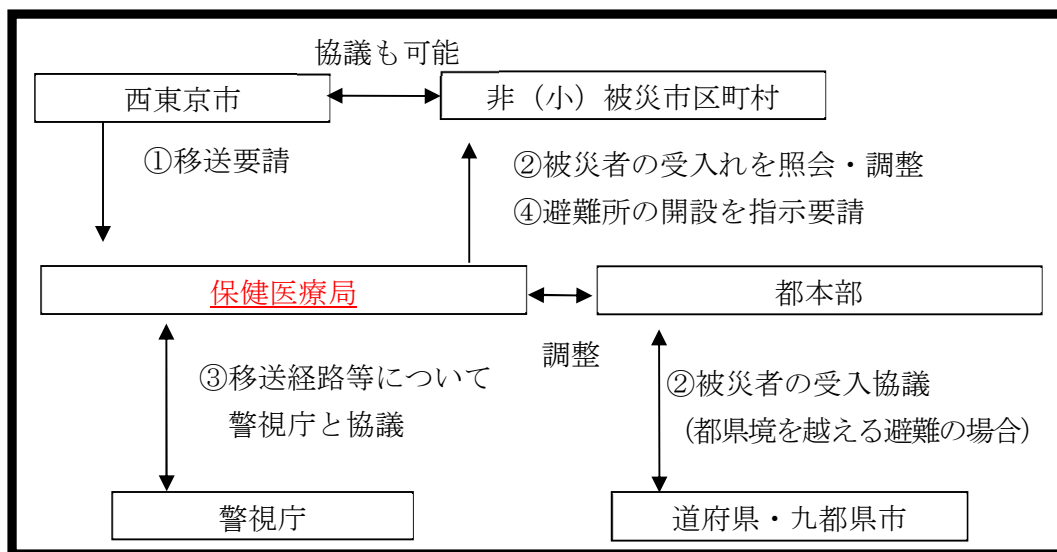 協議も可能
西東京市
非（小）被災市区町村
①移送要請
②被災者の受入れを照会・調整
④避難所の開設を指示要請
保健医療局
都本部
調整
③移送経路等について
警視庁と協議
②被災者の受入協議
（都県境を越える避難の場合）
警視庁
道府県・九都県市